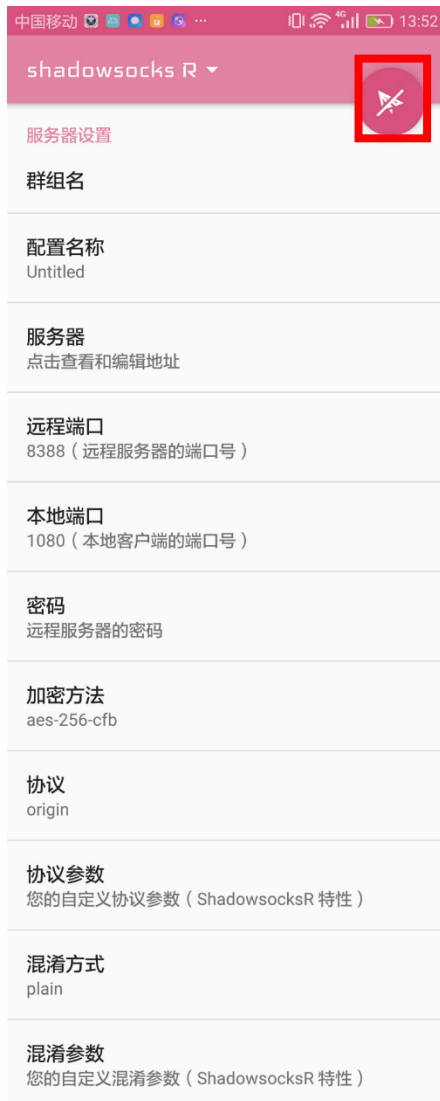 中国移动 ... 4G 13:52
shadowsocks R
服务器设置
群组名
配置名称
Untitled
服务器
点击查看和编辑地址
远程端口
8388（远程服务器的端口号）
本地端口
1080（本地客户端的端口号）
密码
远程服务器的密码
加密方法
aes-256-cfb
协议
origin
协议参数
您的自定义协议参数（ShadowsocksR 特性）
混淆方式
plain
混淆参数
您的自定义混淆参数（ShadowsocksR 特性）